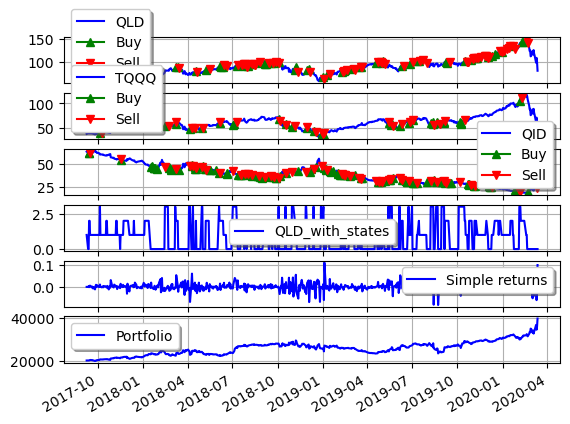 QLD
Buy
Sell
150
100
TQQQ
Buy
Sell
100
50
QID
Buy
Sell
50
25
QLD_with_states
2.5
0.0
Simple returns
0.1
0.0
Portfolio
40000
20000
2017-10
2018-01
2018-04
2018-07
2018-10
2019-01
2019-04
2019-07
2019-10
2020-01
2020-04